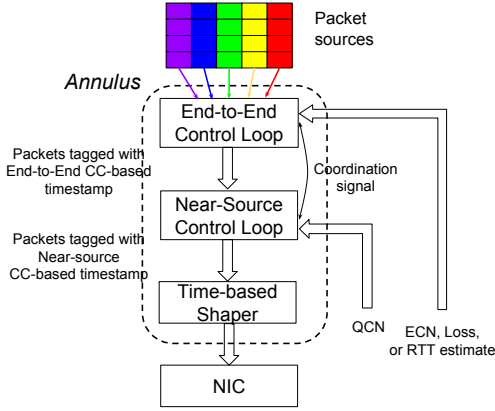 Packet
sources
Annulus
End-to-End
Control Loop
Packets tagged with
End-to-End CC-based
timestamp
Coordination
signal
Near-Source
Control Loop
Packets tagged with
Near-source
CC-based timestamp
Time-based
Shaper
QCN
ECN, Loss,
or RTT estimate
NIC